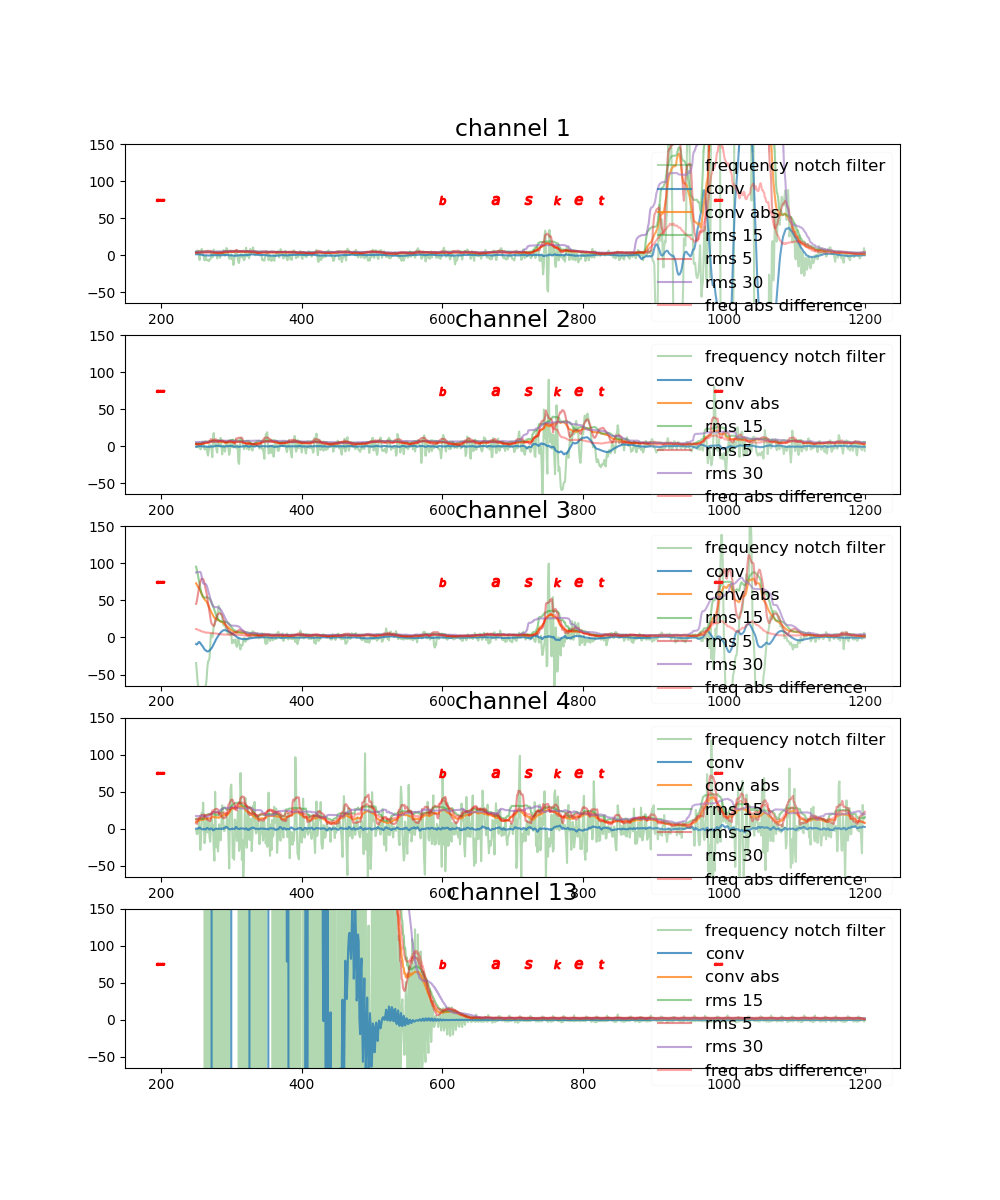 channel 1
150
100
50
0
−50
– b a s k e t –
frequency notch filter
conv
conv abs
rms 15
rms 5
rms 30
freq abs difference
200 400 600 800 1000 1200
channel 2
150
100
50
0
−50
– b a s k e t –
frequency notch filter
conv
conv abs
rms 15
rms 5
rms 30
freq abs difference
200 400 600 800 1000 1200
channel 3
150
100
50
0
−50
– b a s k e t –
frequency notch filter
conv
conv abs
rms 15
rms 5
rms 30
freq abs difference
200 400 600 800 1000 1200
channel 4
150
100
50
0
−50
– b a s k e t –
frequency notch filter
conv
conv abs
rms 15
rms 5
rms 30
freq abs difference
200 400 600 800 1000 1200
channel 13
150
100
50
0
−50
– b a s k e t –
frequency notch filter
conv
conv abs
rms 15
rms 5
rms 30
freq abs difference
200 400 600 800 1000 1200